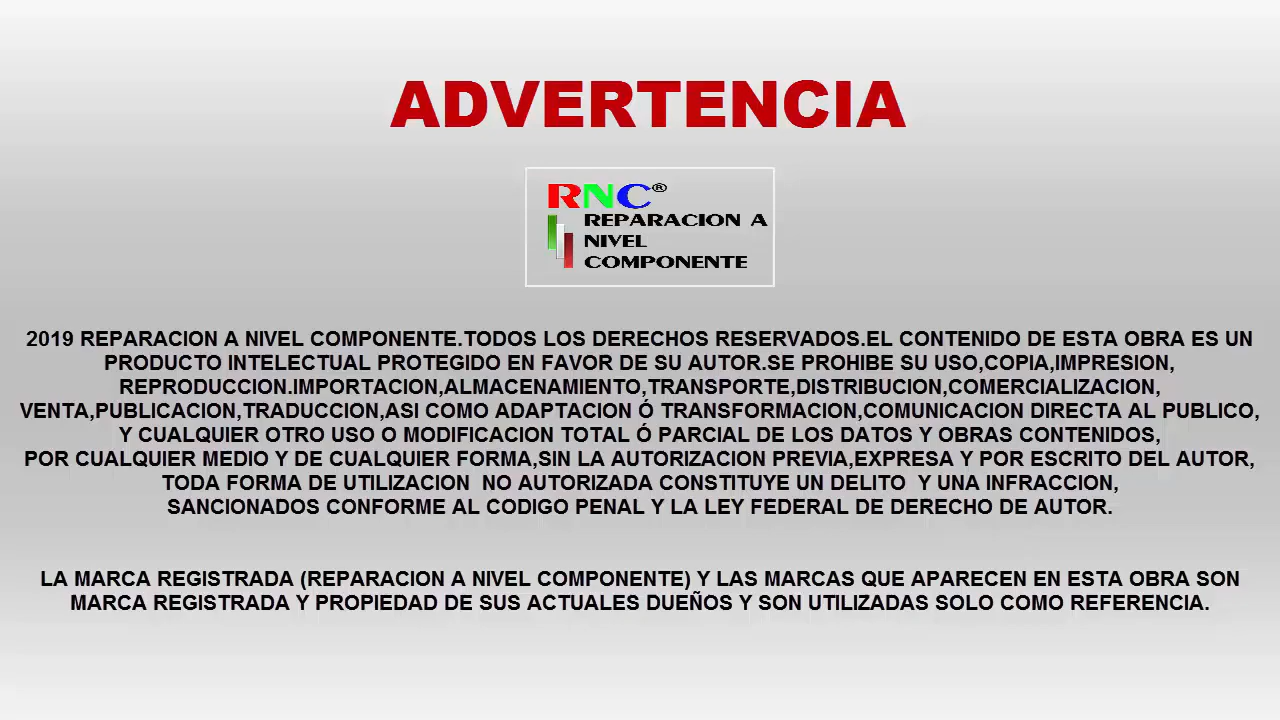 ADVERTENCIA
RNC®
REPARACION A
NIVEL
COMPONENTE
2019 REPARACION A NIVEL COMPONENTE.TODOS LOS DERECHOS RESERVADOS.EL CONTENIDO DE ESTA OBRA ES UN
PRODUCTO INTELECTUAL PROTEGIDO EN FAVOR DE SU AUTOR.SE PROHIBE SU USO,COPIA,IMPRESION,
REPRODUCCION.IMPORTACION,ALMACENAMIENTO,TRANSPORTE,DISTRIBUCION,COMERCIALIZACION,
VENTA,PUBLICACION,TRADUCCION,ASI COMO ADAPTACION Ó TRANSFORMACION,COMUNICACION DIRECTA AL PUBLICO,
Y CUALQUIER OTRO USO O MODIFICACION TOTAL Ó PARCIAL DE LOS DATOS Y OBRAS CONTENIDOS,
POR CUALQUIER MEDIO Y DE CUALQUIER FORMA,SIN LA AUTORIZACION PREVIA,EXPRESA Y POR ESCRITO DEL AUTOR,
TODA FORMA DE UTILIZACION  NO AUTORIZADA CONSTITUYE UN DELITO  Y UNA INFRACCION,
SANCIONADOS CONFORME AL CODIGO PENAL Y LA LEY FEDERAL DE DERECHO DE AUTOR.
LA MARCA REGISTRADA (REPARACION A NIVEL COMPONENTE) Y LAS MARCAS QUE APARECEN EN ESTA OBRA SON
MARCA REGISTRADA Y PROPIEDAD DE SUS ACTUALES DUEÑOS Y SON UTILIZADAS SOLO COMO REFERENCIA.